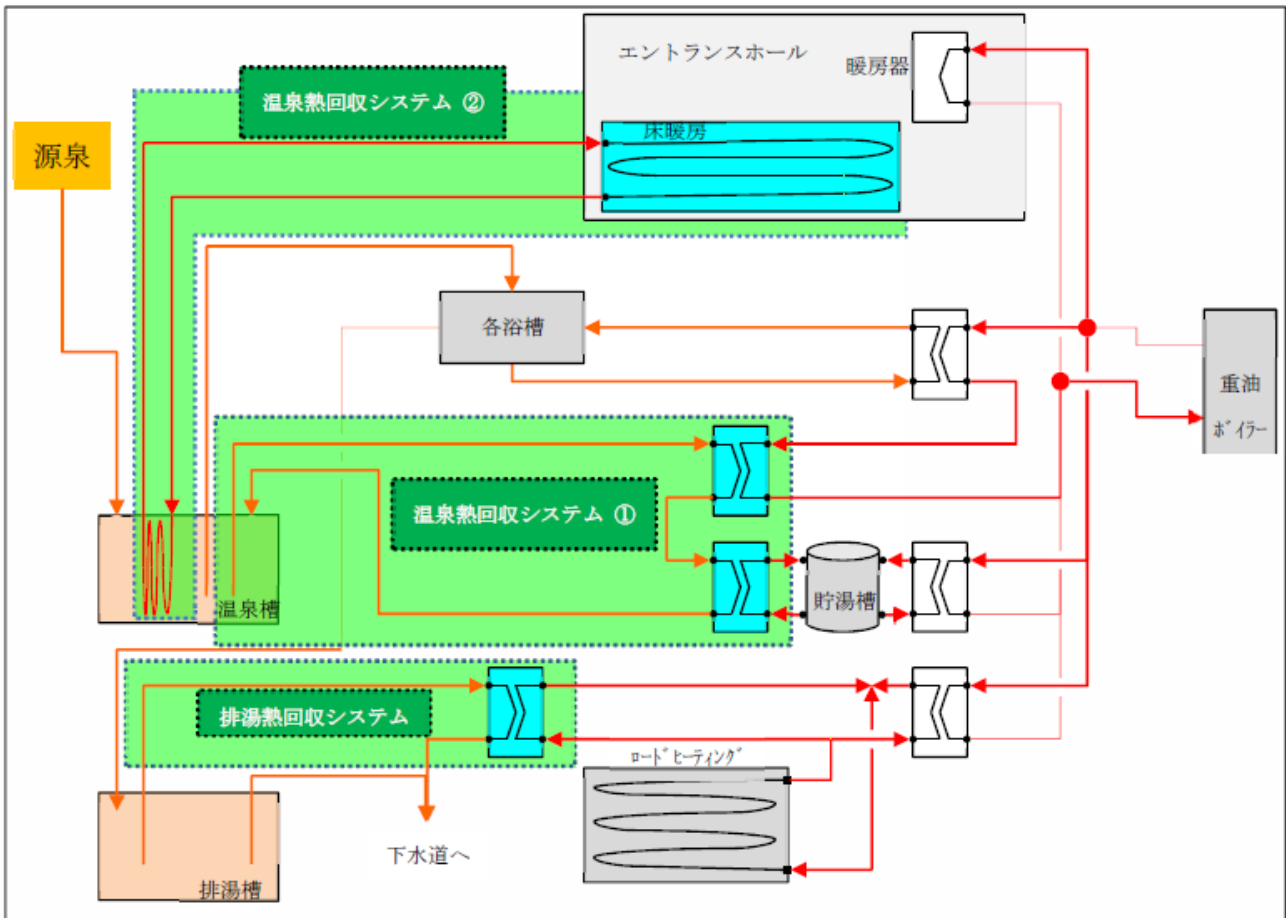 エントランスホール
暖房器
温泉熱回収システム ②
床暖房
源泉
各浴槽
重油
ﾎﾞｲﾗｰ
温泉熱回収システム ①
貯湯槽
温泉槽
排湯熱回収システム
ﾛｰﾄﾞﾋｰﾃｨﾝｸﾞ
下水道へ
排湯槽